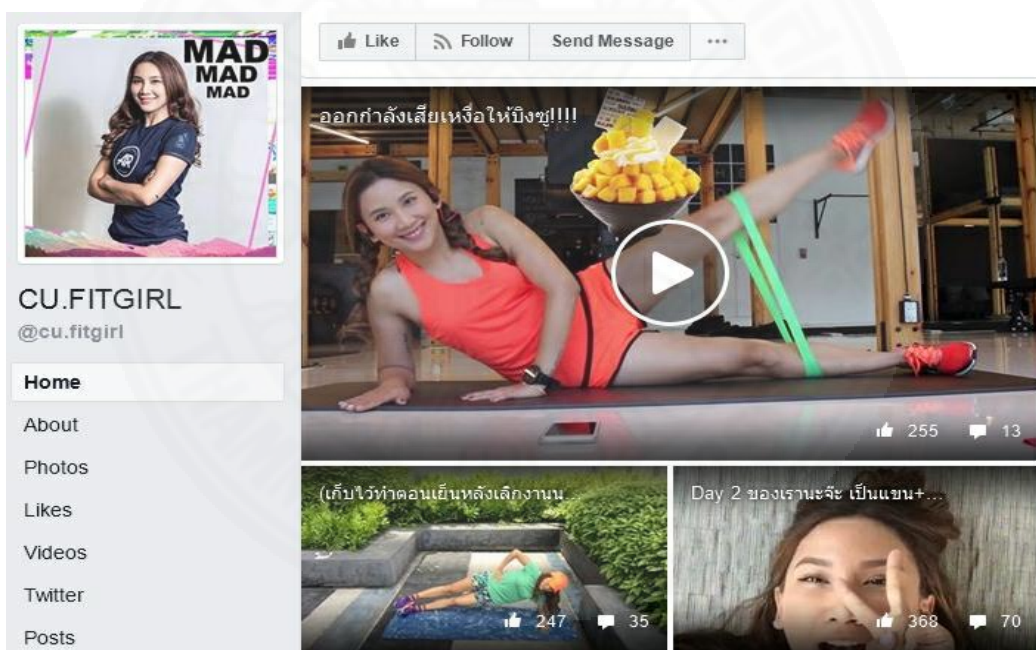 MAD
MAD
MAD
CU.FITGIRL
@cu.fitgirl
Home
About
Photos
Likes
Videos
Twitter
Posts
Like Follow Send Message ...
ออกกำลังเสียเหงื่อให้บิงซู!!!!
255 13
(เก็บไว้ทำตอนเย็นหลังเลิกงานน...
247 35
Day 2 ของเรานะจ๊ะ เป็นแขน+...
368 70